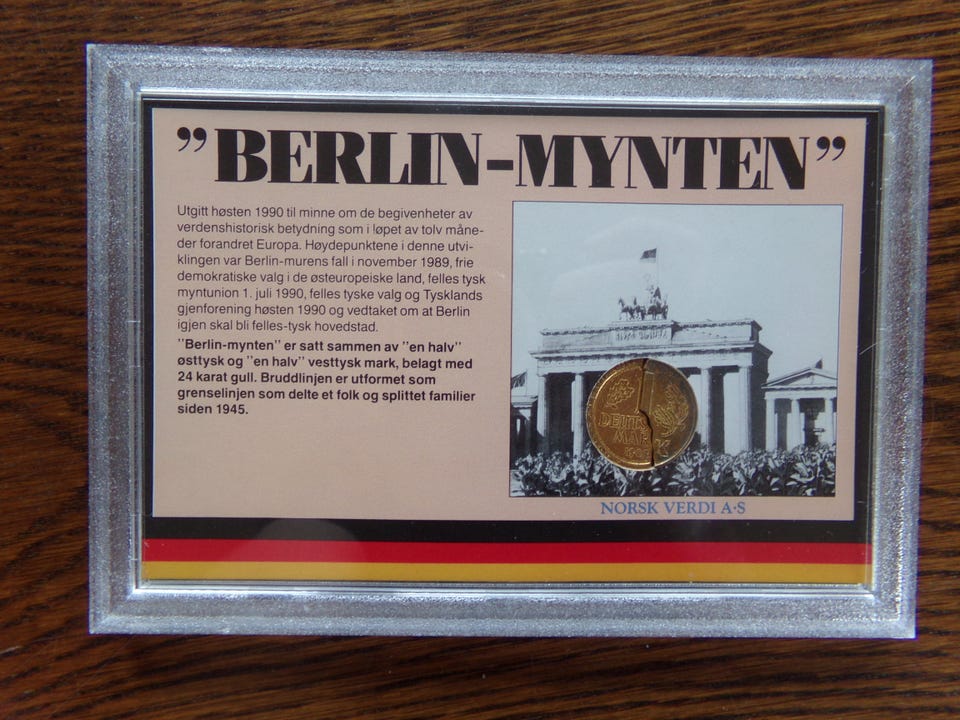 ”BERLIN-MYNTEN”
Utgitt høsten 1990 til minne om de begivenheter av
verdenshistorisk betydning som i løpet av tolv måne-
der forandret Europa. Høydepunktene i denne utvi-
klingen var Berlin-murens fall i november 1989, frie
demokratiske valg i de østeuropeiske land, felles tysk
myntunion 1. juli 1990, felles tyske valg og Tysklands
gjenforening høsten 1990 og vedtaket om at Berlin
igjen skal bli felles-tysk hovedstad.
”Berlin-mynten” er satt sammen av ”en halv”
østtysk og ”en halv” vesttysk mark, belagt med
24 karat gull. Bruddlinjen er utformet som
grenselinjen som delte et folk og splittet familier
siden 1945.
1
DEUTS
MAR
NORSK VERDI A·S